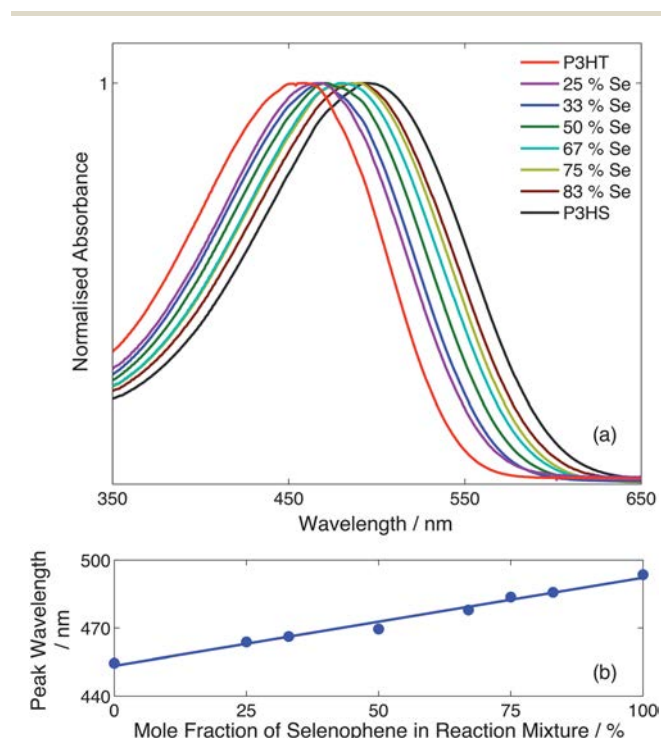 1
Normalised Absorbance
P3HT
25 % Se
33 % Se
50 % Se
67 % Se
75 % Se
83 % Se
P3HS
(a)
350 450 550 650
Wavelength / nm
500
470
440
Peak Wavelength
/ nm
(b)
0 25 50 75 100
Mole Fraction of Selenophene in Reaction Mixture / %